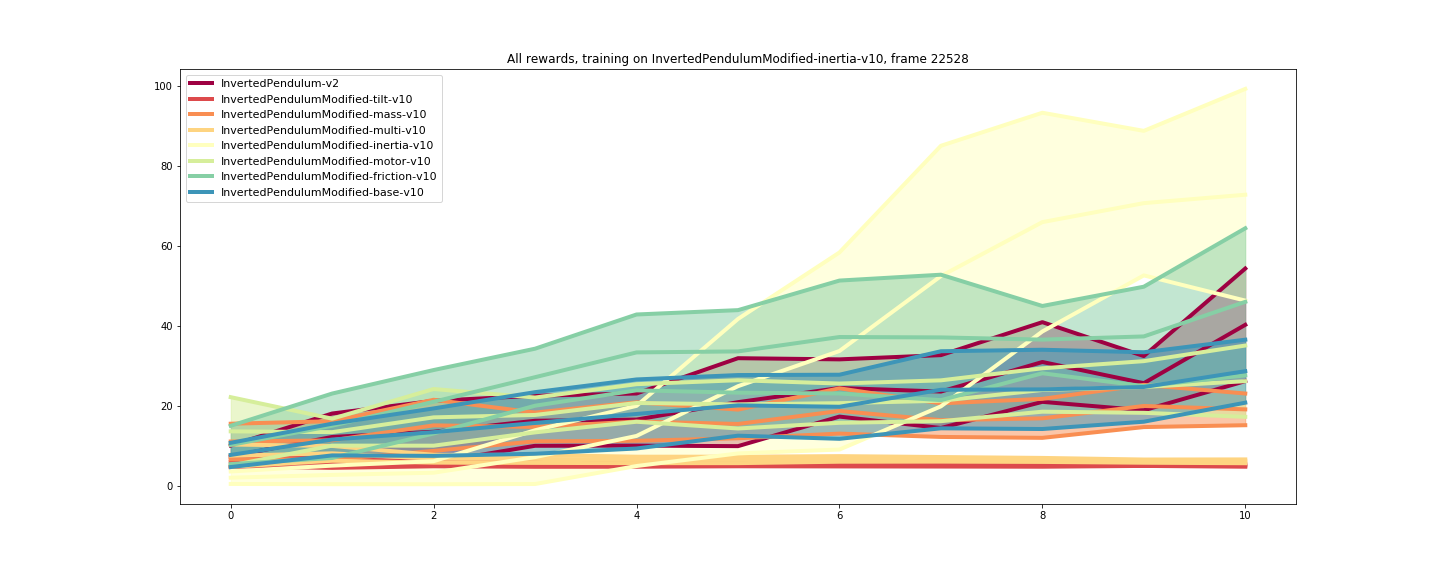 All rewards, training on InvertedPendulumModified-inertia-v10, frame 22528
InvertedPendulum-v2
InvertedPendulumModified-tilt-v10
InvertedPendulumModified-mass-v10
InvertedPendulumModified-multi-v10
InvertedPendulumModified-inertia-v10
InvertedPendulumModified-motor-v10
InvertedPendulumModified-friction-v10
InvertedPendulumModified-base-v10
100
80
60
40
20
0
0 2 4 6 8 10